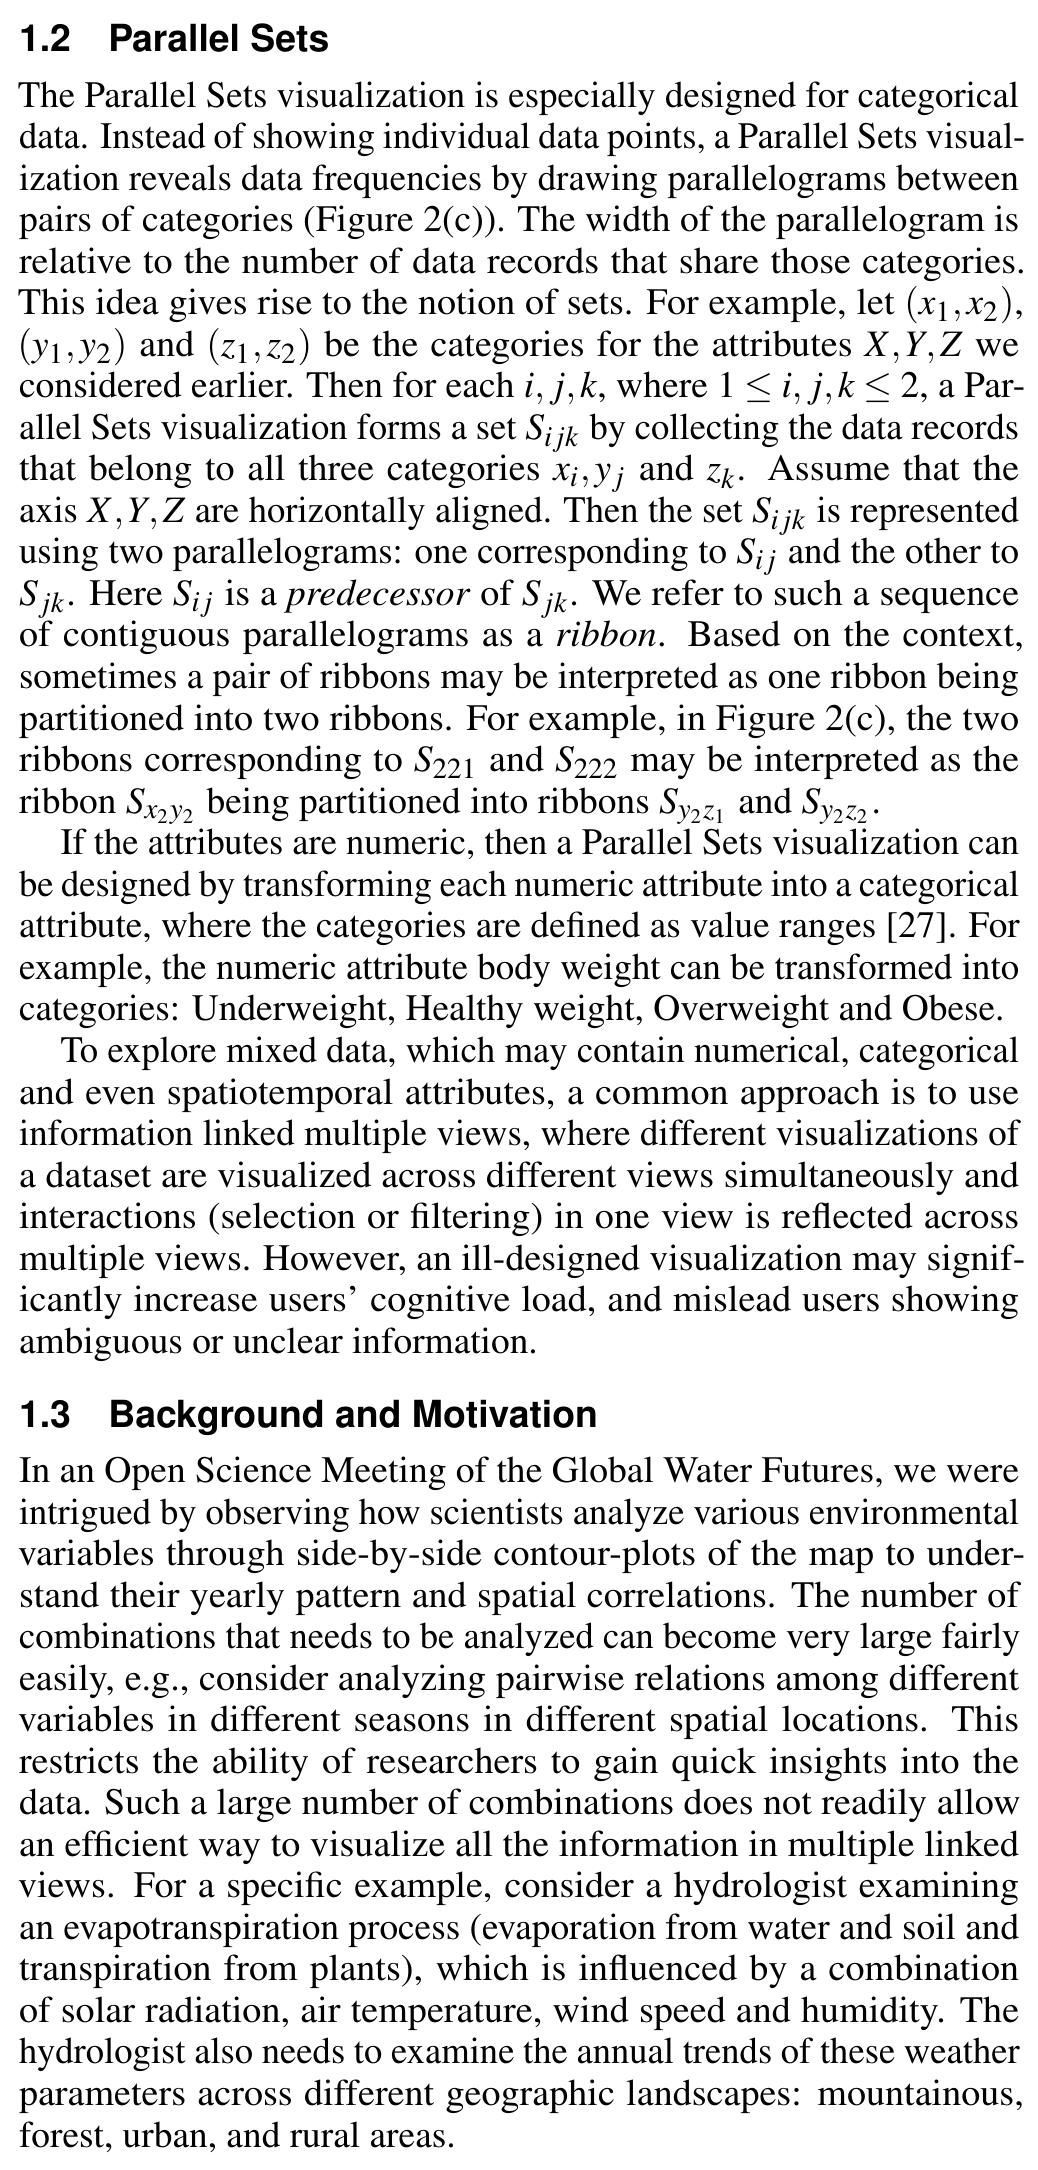 1.2 Parallel Sets
The Parallel Sets visualization is especially designed for categorical
data. Instead of showing individual data points, a Parallel Sets visual-
ization reveals data frequencies by drawing parallelograms between
pairs of categories (Figure 2(c)). The width of the parallelogram is
relative to the number of data records that share those categories.
This idea gives rise to the notion of sets. For example, let (x₁,x₂),
(y₁,y₂) and (z₁,z₂) be the categories for the attributes X,Y,Z we
considered earlier. Then for each i, j,k, where 1 ≤ i, j,k ≤ 2, a Par-
allel Sets visualization forms a set S_{ijk} by collecting the data records
that belong to all three categories x_i,y_j and z_k. Assume that the
axis X,Y,Z are horizontally aligned. Then the set S_{ijk} is represented
using two parallelograms: one corresponding to S_{ij} and the other to
S_{jk}. Here S_{ij} is a predecessor of S_{jk}. We refer to such a sequence
of contiguous parallelograms as a ribbon. Based on the context,
sometimes a pair of ribbons may be interpreted as one ribbon being
partitioned into two ribbons. For example, in Figure 2(c), the two
ribbons corresponding to S₂₂₁ and S₂₂₂ may be interpreted as the
ribbon S_{x₂y₂} being partitioned into ribbons S_{y₂z₁} and S_{y₂z₂}.
If the attributes are numeric, then a Parallel Sets visualization can
be designed by transforming each numeric attribute into a categorical
attribute, where the categories are defined as value ranges [27]. For
example, the numeric attribute body weight can be transformed into
categories: Underweight, Healthy weight, Overweight and Obese.
To explore mixed data, which may contain numerical, categorical
and even spatiotemporal attributes, a common approach is to use
information linked multiple views, where different visualizations of
a dataset are visualized across different views simultaneously and
interactions (selection or filtering) in one view is reflected across
multiple views. However, an ill-designed visualization may signif-
icantly increase users' cognitive load, and mislead users showing
ambiguous or unclear information.
1.3 Background and Motivation
In an Open Science Meeting of the Global Water Futures, we were
intrigued by observing how scientists analyze various environmental
variables through side-by-side contour-plots of the map to under-
stand their yearly pattern and spatial correlations. The number of
combinations that needs to be analyzed can become very large fairly
easily, e.g., consider analyzing pairwise relations among different
variables in different seasons in different spatial locations. This
restricts the ability of researchers to gain quick insights into the
data. Such a large number of combinations does not readily allow
an efficient way to visualize all the information in multiple linked
views. For a specific example, consider a hydrologist examining
an evapotranspiration process (evaporation from water and soil and
transpiration from plants), which is influenced by a combination
of solar radiation, air temperature, wind speed and humidity. The
hydrologist also needs to examine the annual trends of these weather
parameters across different geographic landscapes: mountainous,
forest, urban, and rural areas.